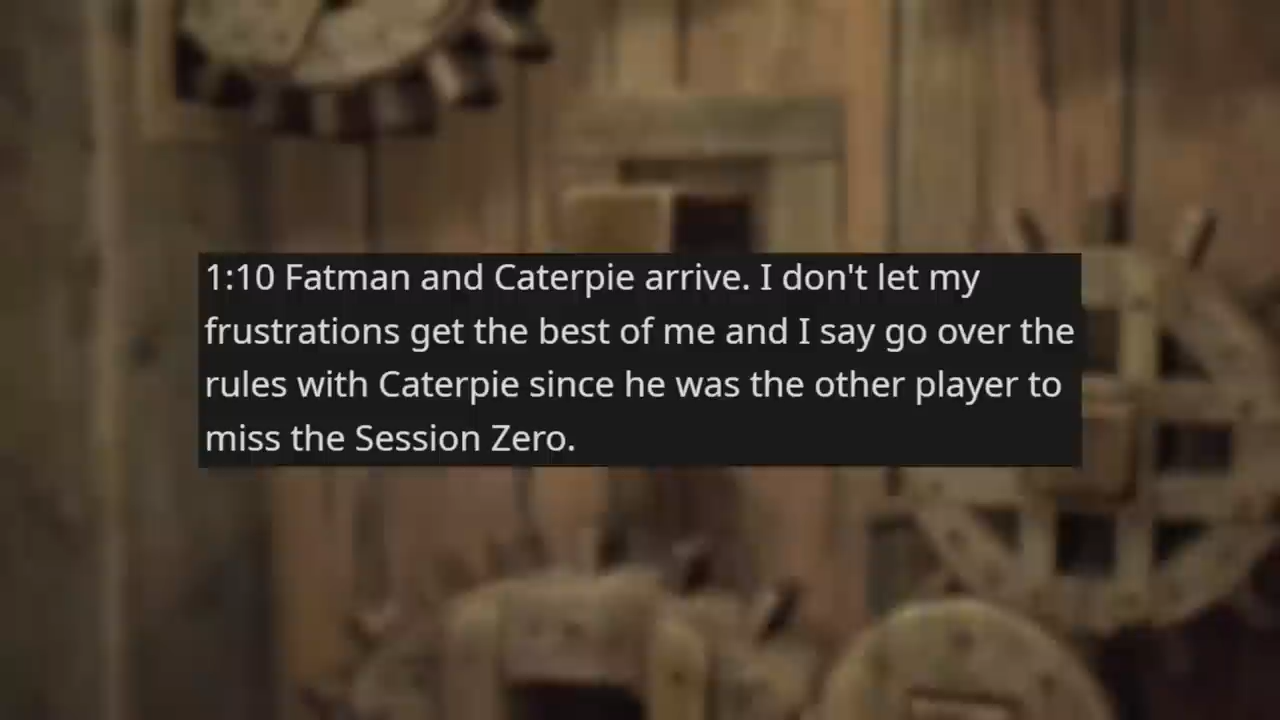 1:10 Fatman and Caterpie arrive. I don't let my
frustrations get the best of me and I say go over the
rules with Caterpie since he was the other player to
miss the Session Zero.